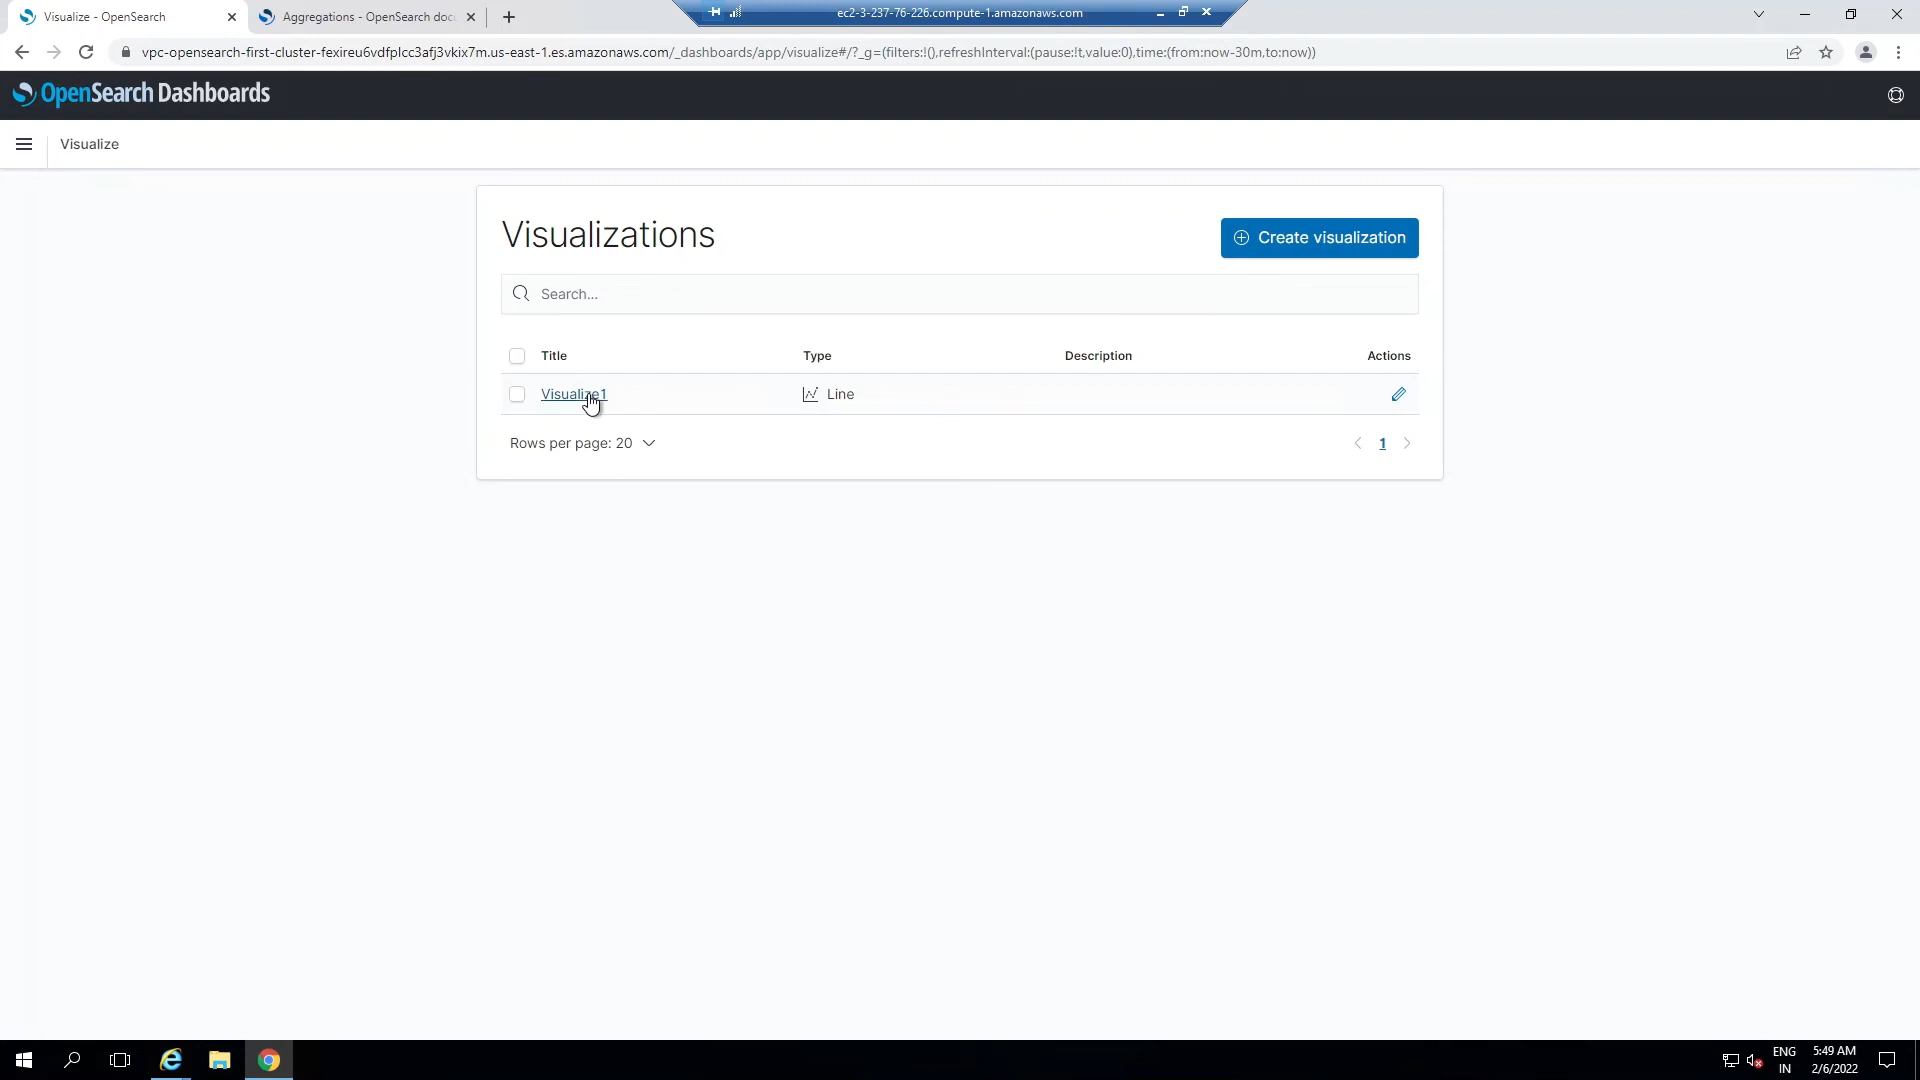 Visualize - OpenSearch
Aggregations - OpenSearch docu
ec2-3-237-76-226.compute-1.amazonaws.com
vpc-opensearch-first-cluster-fexireu6vdfplcc3afj3vkix7m.us-east-1.es.amazonaws.com/_dashboards/app/visualize#/?_g=(filters:!(),refreshInterval:(pause:!t,value:0),time:(from:now-30m,to:now))
OpenSearch Dashboards
Visualize
Visualizations
Create visualization
Search...
Title Type Description Actions
Visualize1 Line
Rows per page: 20
1
ENG 5:49 AM
IN 2/6/2022